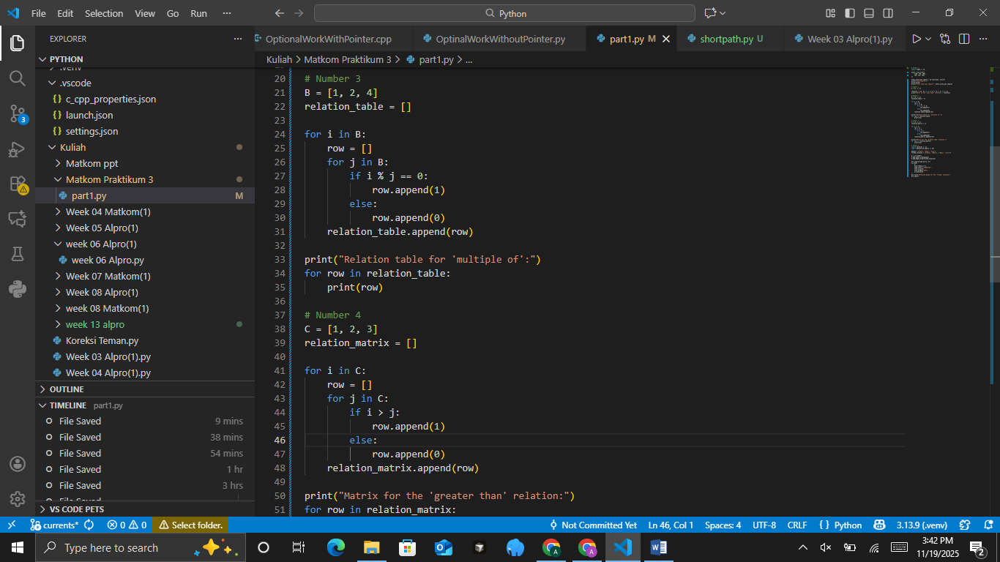 File Edit Selection View Go Run ···
Python
EXPLORER
OptionalWorkWithPointer.cpp
OptinalWorkWithoutPointer.py
part1.py M
shortpath.py U
Week 03 Alpro(1).py
Kuliah > Matkom Praktikum 3 > part1.py > ...
PYTHON
.venv
.vscode
c_cpp_properties.json
launch.json
settings.json
Kuliah
Matkom ppt
Matkom Praktikum 3
part1.py M
Week 04 Matkom(1)
Week 05 Alpro(1)
week 06 Alpro(1)
week 06 Alpro.py
Week 07 Matkom(1)
Week 08 Alpro(1)
week 08 Matkom(1)
week 13 alpro
Koreksi Teman.py
Week 03 Alpro(1).py
Week 04 Alpro(1).py
OUTLINE
TIMELINE part1.py
File Saved 9 mins
File Saved 38 mins
File Saved 54 mins
File Saved 1 hr
File Saved 3 hrs
VS CODE PETS
3
20 # Number 3
21 B = [1, 2, 4]
22 relation_table = []
23
24 for i in B:
25     row = []
26     for j in B:
27         if i % j == 0:
28             row.append(1)
29         else:
30             row.append(0)
31     relation_table.append(row)
32
33 print("Relation table for 'multiple of':")
34 for row in relation_table:
35     print(row)
36
37 # Number 4
38 C = [1, 2, 3]
39 relation_matrix = []
40
41 for i in C:
42     row = []
43     for j in C:
44         if i > j:
45             row.append(1)
46         else:
47             row.append(0)
48     relation_matrix.append(row)
49
50 print("Matrix for the 'greater than' relation:")
51 for row in relation_matrix:
currents* 0 0 Select folder. Not Committed Yet Ln 46, Col 1 Spaces: 4 UTF-8 CRLF {} Python 3.13.9 (.venv)
Type here to search
3:42 PM
11/19/2025
2